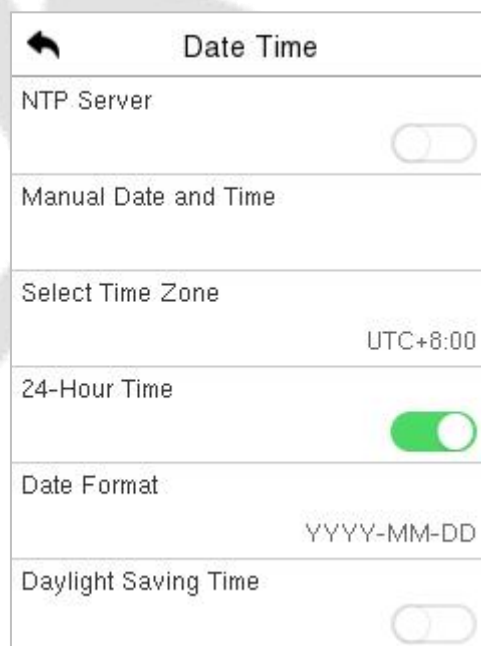 Date Time
NTP Server
Manual Date and Time
Select Time Zone
UTC+8:00
24-Hour Time
Date Format
YYYY-MM-DD
Daylight Saving Time